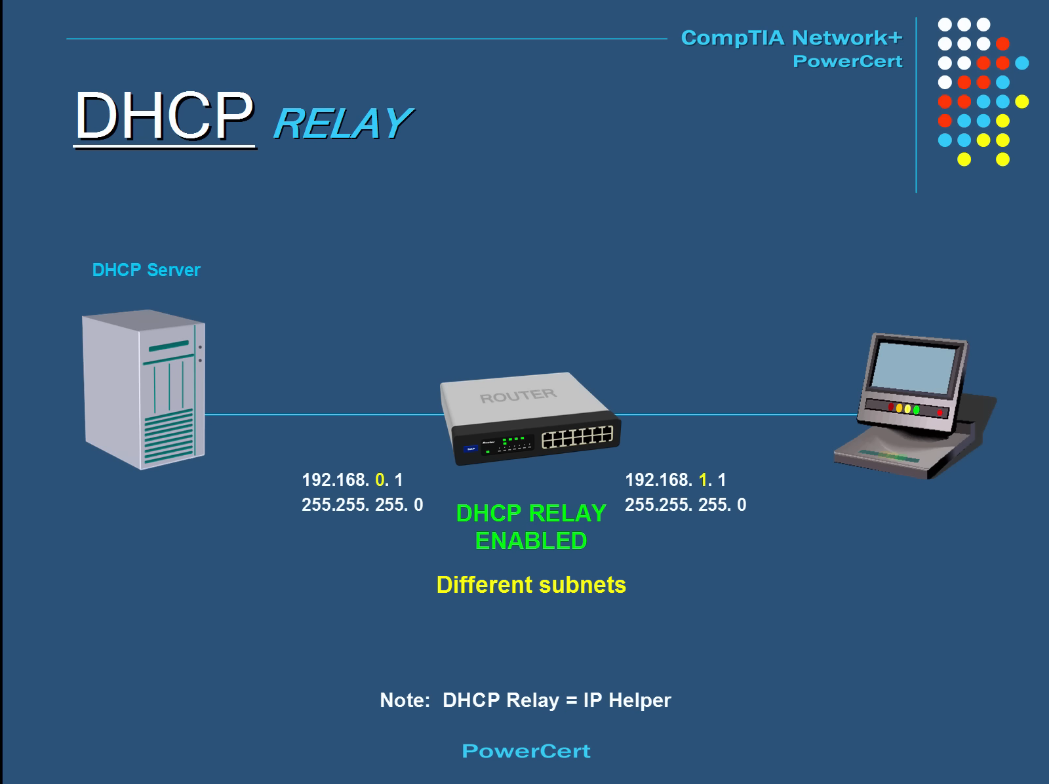 CompTIA Network+
PowerCert
DHCP RELAY
DHCP Server
ROUTER
192.168. 0. 1
255.255. 255. 0
192.168. 1. 1
255.255. 255. 0
DHCP RELAY
ENABLED
Different subnets
Note: DHCP Relay = IP Helper
PowerCert